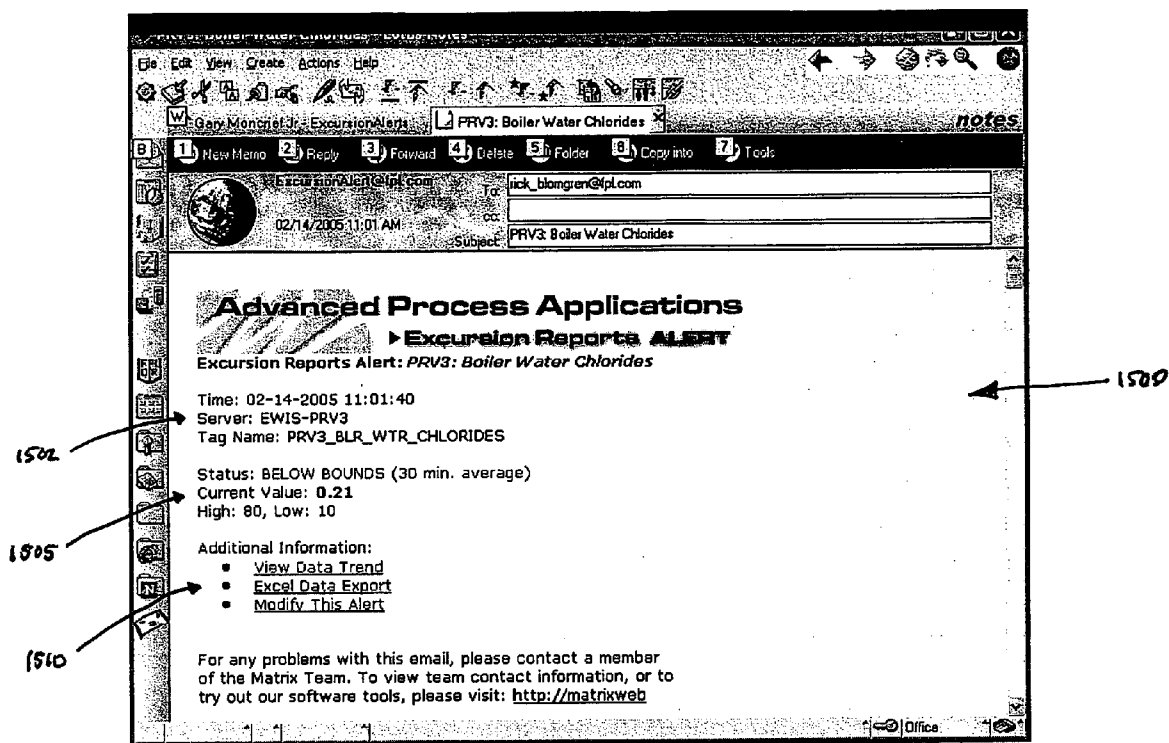 File Edit View Create Actions Help
Gary Moncrief Jr. - ExcursionAlerts PRV3: Boiler Water Chlorides notes
1 New Memo 2 Reply 3 Forward 4 Delete 5 Folder 6 Copy into 7 Tools
ExcursionAlert@fpl.com To: rick_blomgren@fpl.com
cc:
02/14/2005 11:01 AM
Subject: PRV3: Boiler Water Chlorides
Advanced Process Applications
Excursion Reports ALERT
Excursion Reports Alert: PRV3: Boiler Water Chlorides
1500
Time: 02-14-2005 11:01:40
Server: EWIS-PRV3
Tag Name: PRV3_BLR_WTR_CHLORIDES
1502
Status: BELOW BOUNDS (30 min. average)
Current Value: 0.21
High: 80, Low: 10
1505
Additional Information:
• View Data Trend
• Excel Data Export
• Modify This Alert
1510
For any problems with this email, please contact a member
of the Matrix Team. To view team contact information, or to
try out our software tools, please visit: http://matrixweb
Office